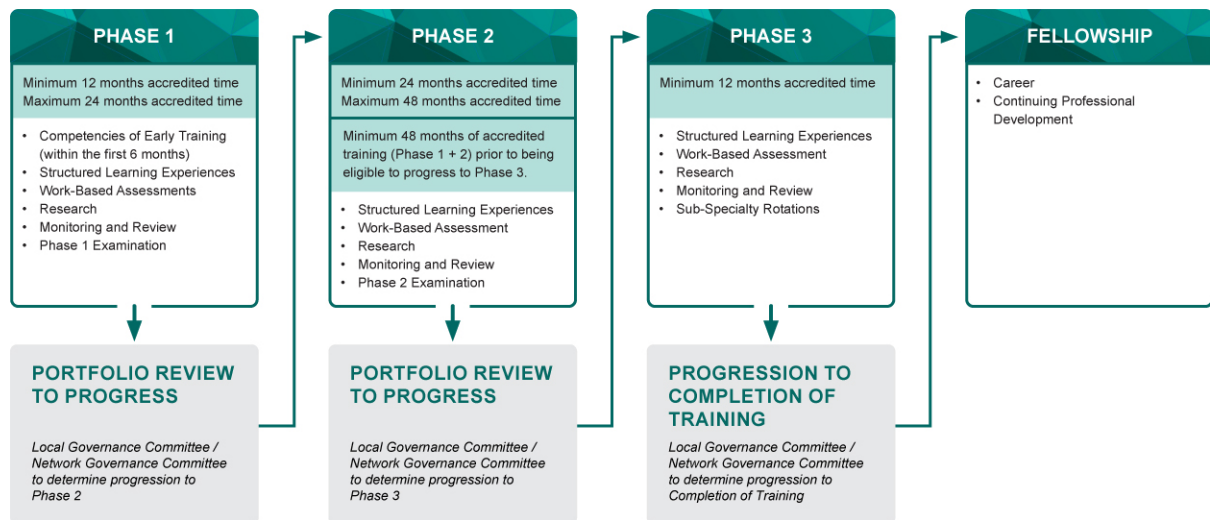 PHASE 1
Minimum 12 months accredited time
Maximum 24 months accredited time
• Competencies of Early Training
(within the first 6 months)
• Structured Learning Experiences
• Work-Based Assessments
• Research
• Monitoring and Review
• Phase 1 Examination
PORTFOLIO REVIEW
TO PROGRESS
Local Governance Committee /
Network Governance Committee
to determine progression to
Phase 2
PHASE 2
Minimum 24 months accredited time
Maximum 48 months accredited time
Minimum 48 months of accredited
training (Phase 1 + 2) prior to being
eligible to progress to Phase 3.
• Structured Learning Experiences
• Work-Based Assessment
• Research
• Monitoring and Review
• Phase 2 Examination
PORTFOLIO REVIEW
TO PROGRESS
Local Governance Committee /
Network Governance Committee
to determine progression to
Phase 3
PHASE 3
Minimum 12 months accredited time
• Structured Learning Experiences
• Work-Based Assessment
• Research
• Monitoring and Review
• Sub-Specialty Rotations
PROGRESSION TO
COMPLETION OF
TRAINING
Local Governance Committee /
Network Governance Committee
to determine progression to
Completion of Training
FELLOWSHIP
• Career
• Continuing Professional
Development